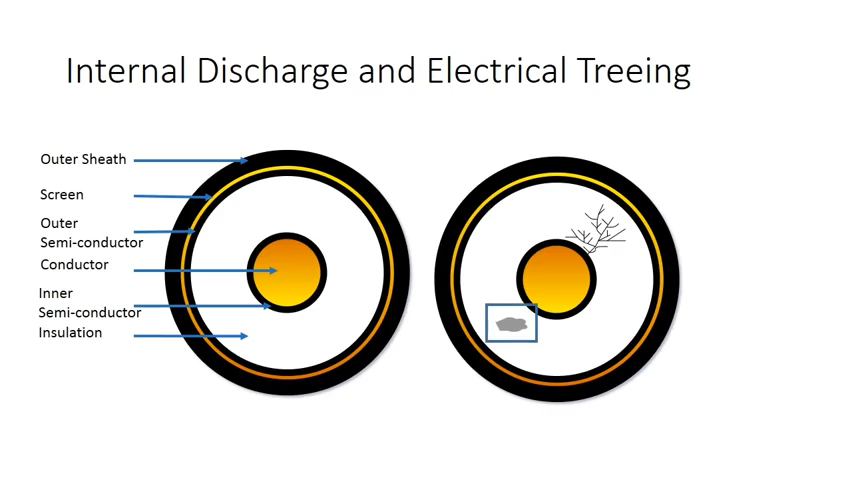 Internal Discharge and Electrical Treeing
Outer Sheath
Screen
Outer
Semi-conductor
Conductor
Inner
Semi-conductor
Insulation